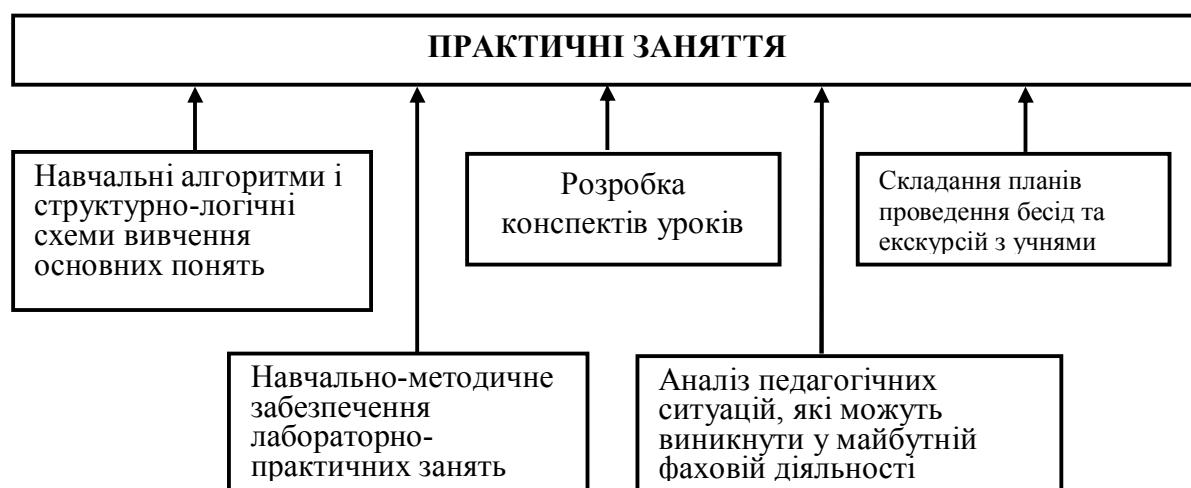 ПРАКТИЧНІ ЗАНЯТТЯ
Навчальні алгоритми і
структурно-логічні
схеми вивчення
основних понять
Розробка
конспектів уроків
Складання планів
проведення бесід та
екскурсій з учнями
Навчально-методичне
забезпечення
лабораторно-
практичних занять
Аналіз педагогічних
ситуацій, які можуть
виникнути у майбутній
фаховій діяльності